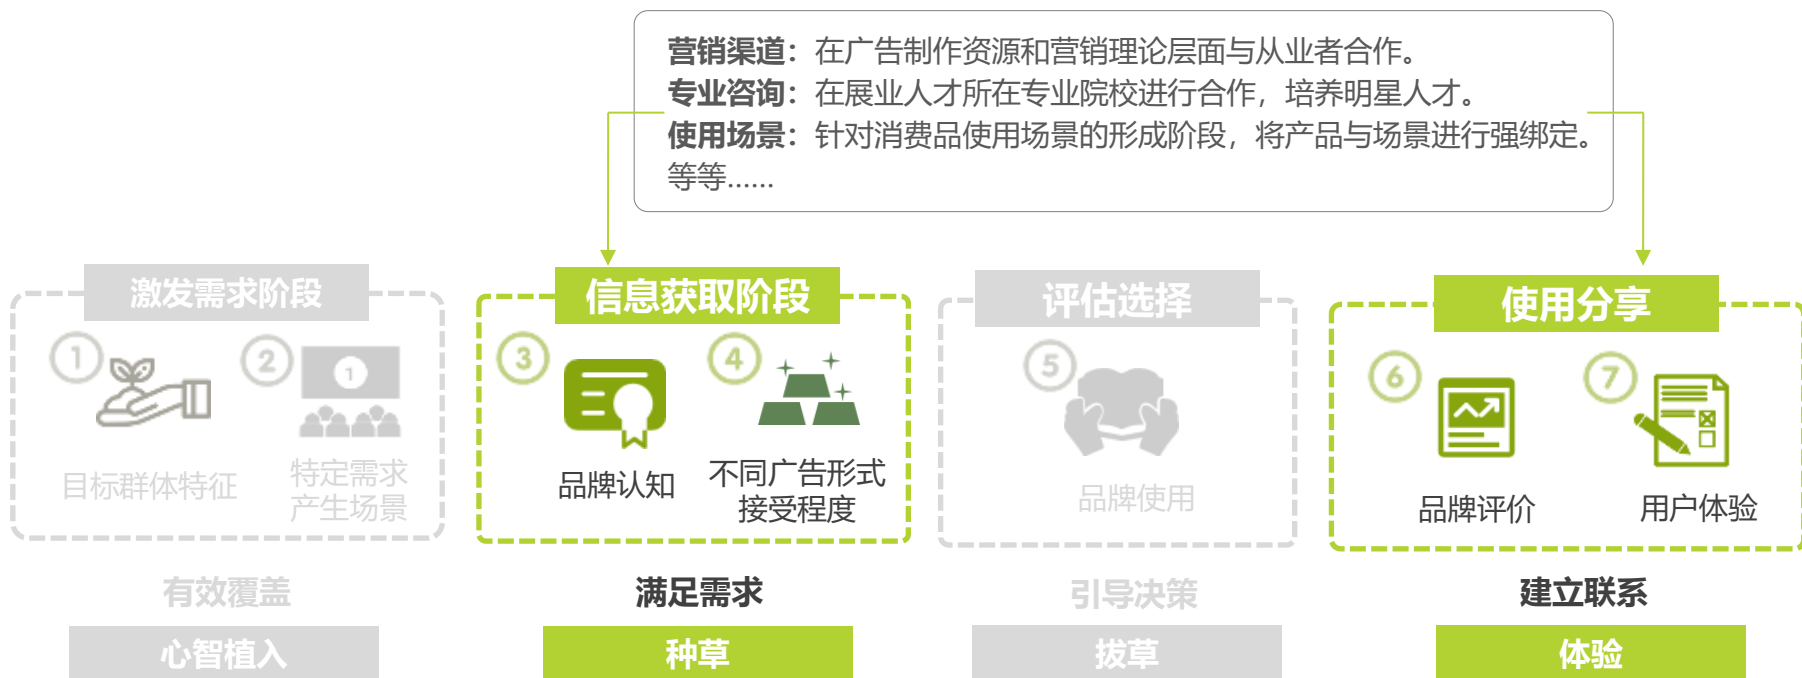 营销渠道：在广告制作资源和营销理论层面与从业者合作。
专业咨询：在展业人才所在专业院校进行合作，培养明星人才。
使用场景：针对消费品使用场景的形成阶段，将产品与场景进行强绑定。
等等......
激发需求阶段
1
目标群体特征
2
1
特定需求
产生场景
有效覆盖
心智植入
信息获取阶段
3
品牌认知
4
不同广告形式
接受程度
满足需求
种草
评估选择
5
品牌使用
引导决策
拔草
使用分享
6
品牌评价
7
用户体验
建立联系
体验